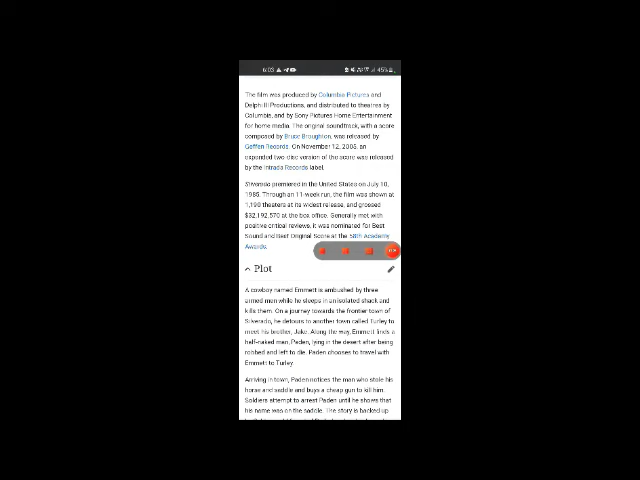 6:03
45%
The film was produced by Columbia Pictures and
Delphi III Productions, and distributed to theatres by
Columbia, and by Sony Pictures Home Entertainment
for home media. The original soundtrack, with a score
composed by Bruce Broughton, was released by
Geffen Records. On November 12, 2005, an
expanded two-disc version of the score was released
by the Intrada Records label.
Silverado premiered in the United States on July 10,
1985. Through an 11-week run, the film was shown at
1,190 theaters at its widest release, and grossed
$32,192,570 at the box office. Generally met with
positive critical reviews, it was nominated for Best
Sound and Best Original Score at the 58th Academy
Awards.
Plot
A cowboy named Emmett is ambushed by three
armed men while he sleeps in an isolated shack and
kills them. On a journey towards the frontier town of
Silverado, he detours to another town called Turley to
meet his brother, Jake. Along the way, Emmett finds a
half-naked man, Paden, lying in the desert after being
robbed and left to die. Paden chooses to travel with
Emmett to Turley.
Arriving in town, Paden notices the man who stole his
horse and saddle and buys a cheap gun to kill him.
Soldiers attempt to arrest Paden until he shows that
his name was on the saddle. The story is backed up